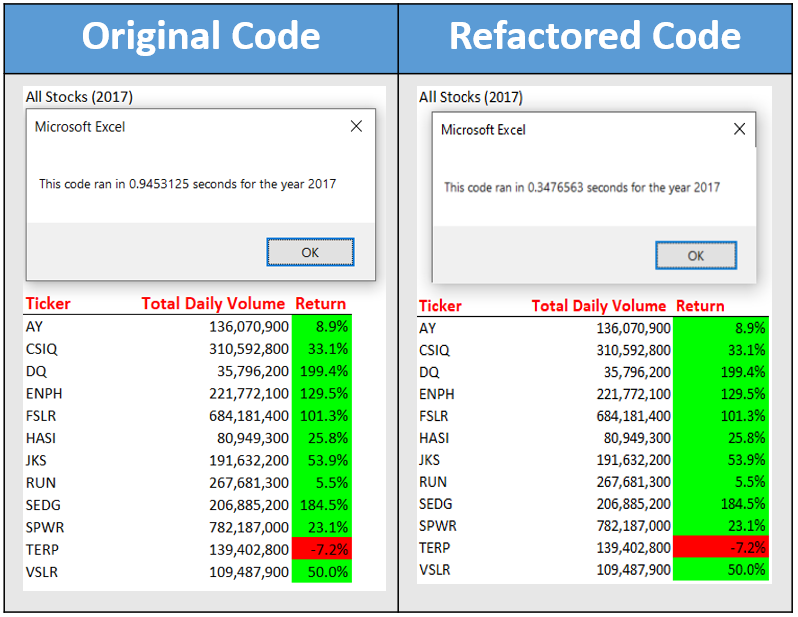 Original Code
Refactored Code
All Stocks (2017)
Microsoft Excel
This code ran in 0.9453125 seconds for the year 2017
OK
Ticker Total Daily Volume Return
AY 136,070,900 8.9%
CSIQ 310,592,800 33.1%
DQ 35,796,200 199.4%
ENPH 221,772,100 129.5%
FSLR 684,181,400 101.3%
HASI 80,949,300 25.8%
JKS 191,632,200 53.9%
RUN 267,681,300 5.5%
SEDG 206,885,200 184.5%
SPWR 782,187,000 23.1%
TERP 139,402,800 -7.2%
VSLR 109,487,900 50.0%
All Stocks (2017)
Microsoft Excel
This code ran in 0.3476563 seconds for the year 2017
OK
Ticker Total Daily Volume Return
AY 136,070,900 8.9%
CSIQ 310,592,800 33.1%
DQ 35,796,200 199.4%
ENPH 221,772,100 129.5%
FSLR 684,181,400 101.3%
HASI 80,949,300 25.8%
JKS 191,632,200 53.9%
RUN 267,681,300 5.5%
SEDG 206,885,200 184.5%
SPWR 782,187,000 23.1%
TERP 139,402,800 -7.2%
VSLR 109,487,900 50.0%